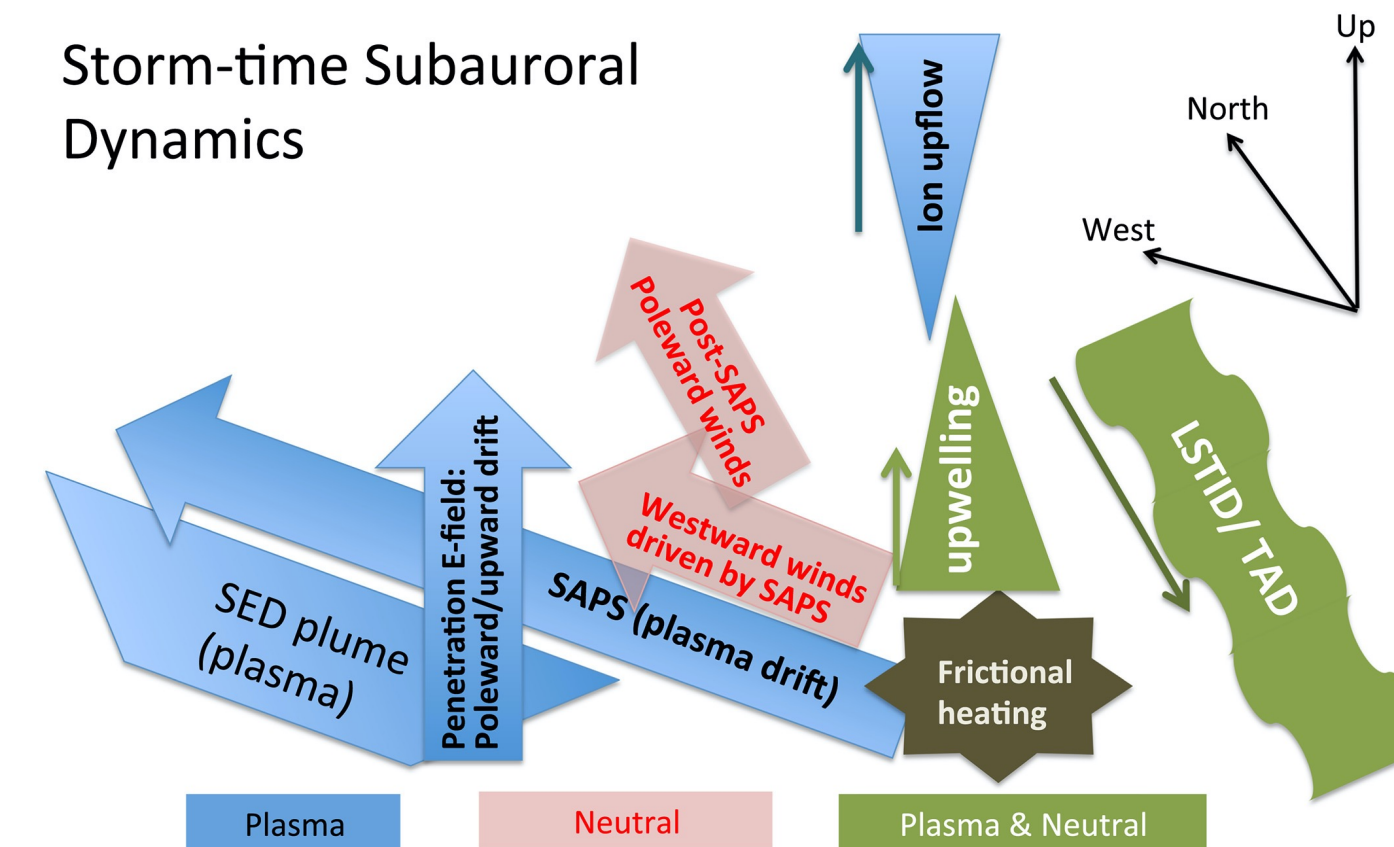 Storm-time Subauroral
Dynamics
Up
North
West
Ion upflow
Post-SAPS
Poleward winds
Westward winds
driven by SAPS
upwelling
LSTID/ TAD
Penetration E-field:
Poleward/upward drift
SED plume
(plasma)
SAPS (plasma drift)
Frictional
heating
Plasma
Neutral
Plasma & Neutral